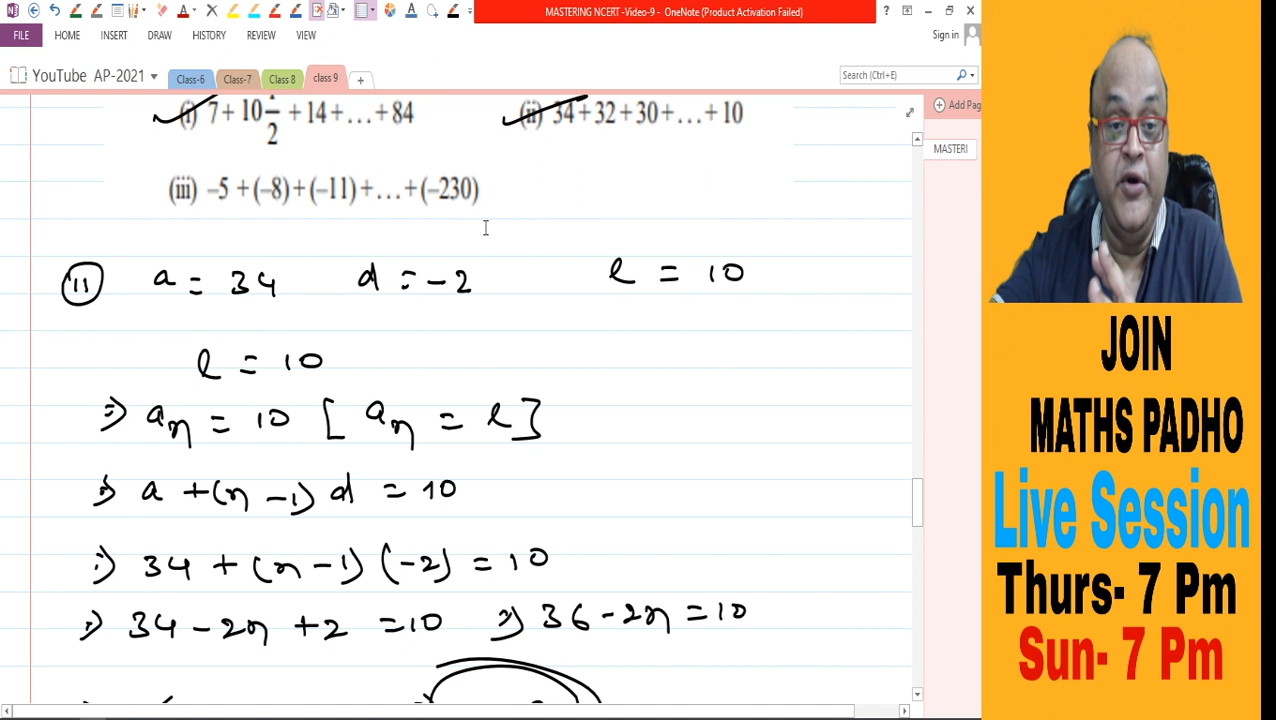 MASTERING NCERT -Video-9 - OneNote (Product Activation Failed)
FILE HOME INSERT DRAW HISTORY REVIEW VIEW
Sign in
YouTube AP-2021 Class-6 Class-7 Class 8 class 9
Search (Ctrl+E)
Add Pag
MASTERI
(i) 7 + 10 1/2 + 14 + ... + 84
(ii) 34 + 32 + 30 + ... + 10
(iii) –5 + (–8) + (–11) + ... + (–230)
(ii) a = 34 d = -2 l = 10
l = 10
⇒ an = 10 [ an = l ]
⇒ a + (n - 1) d = 10
⇒ 34 + (n - 1) (-2) = 10
⇒ 34 - 2n + 2 = 10 ⇒ 36 - 2n = 10
JOIN
MATHS PADHO
Live Session
Thurs- 7 Pm
Sun- 7 Pm